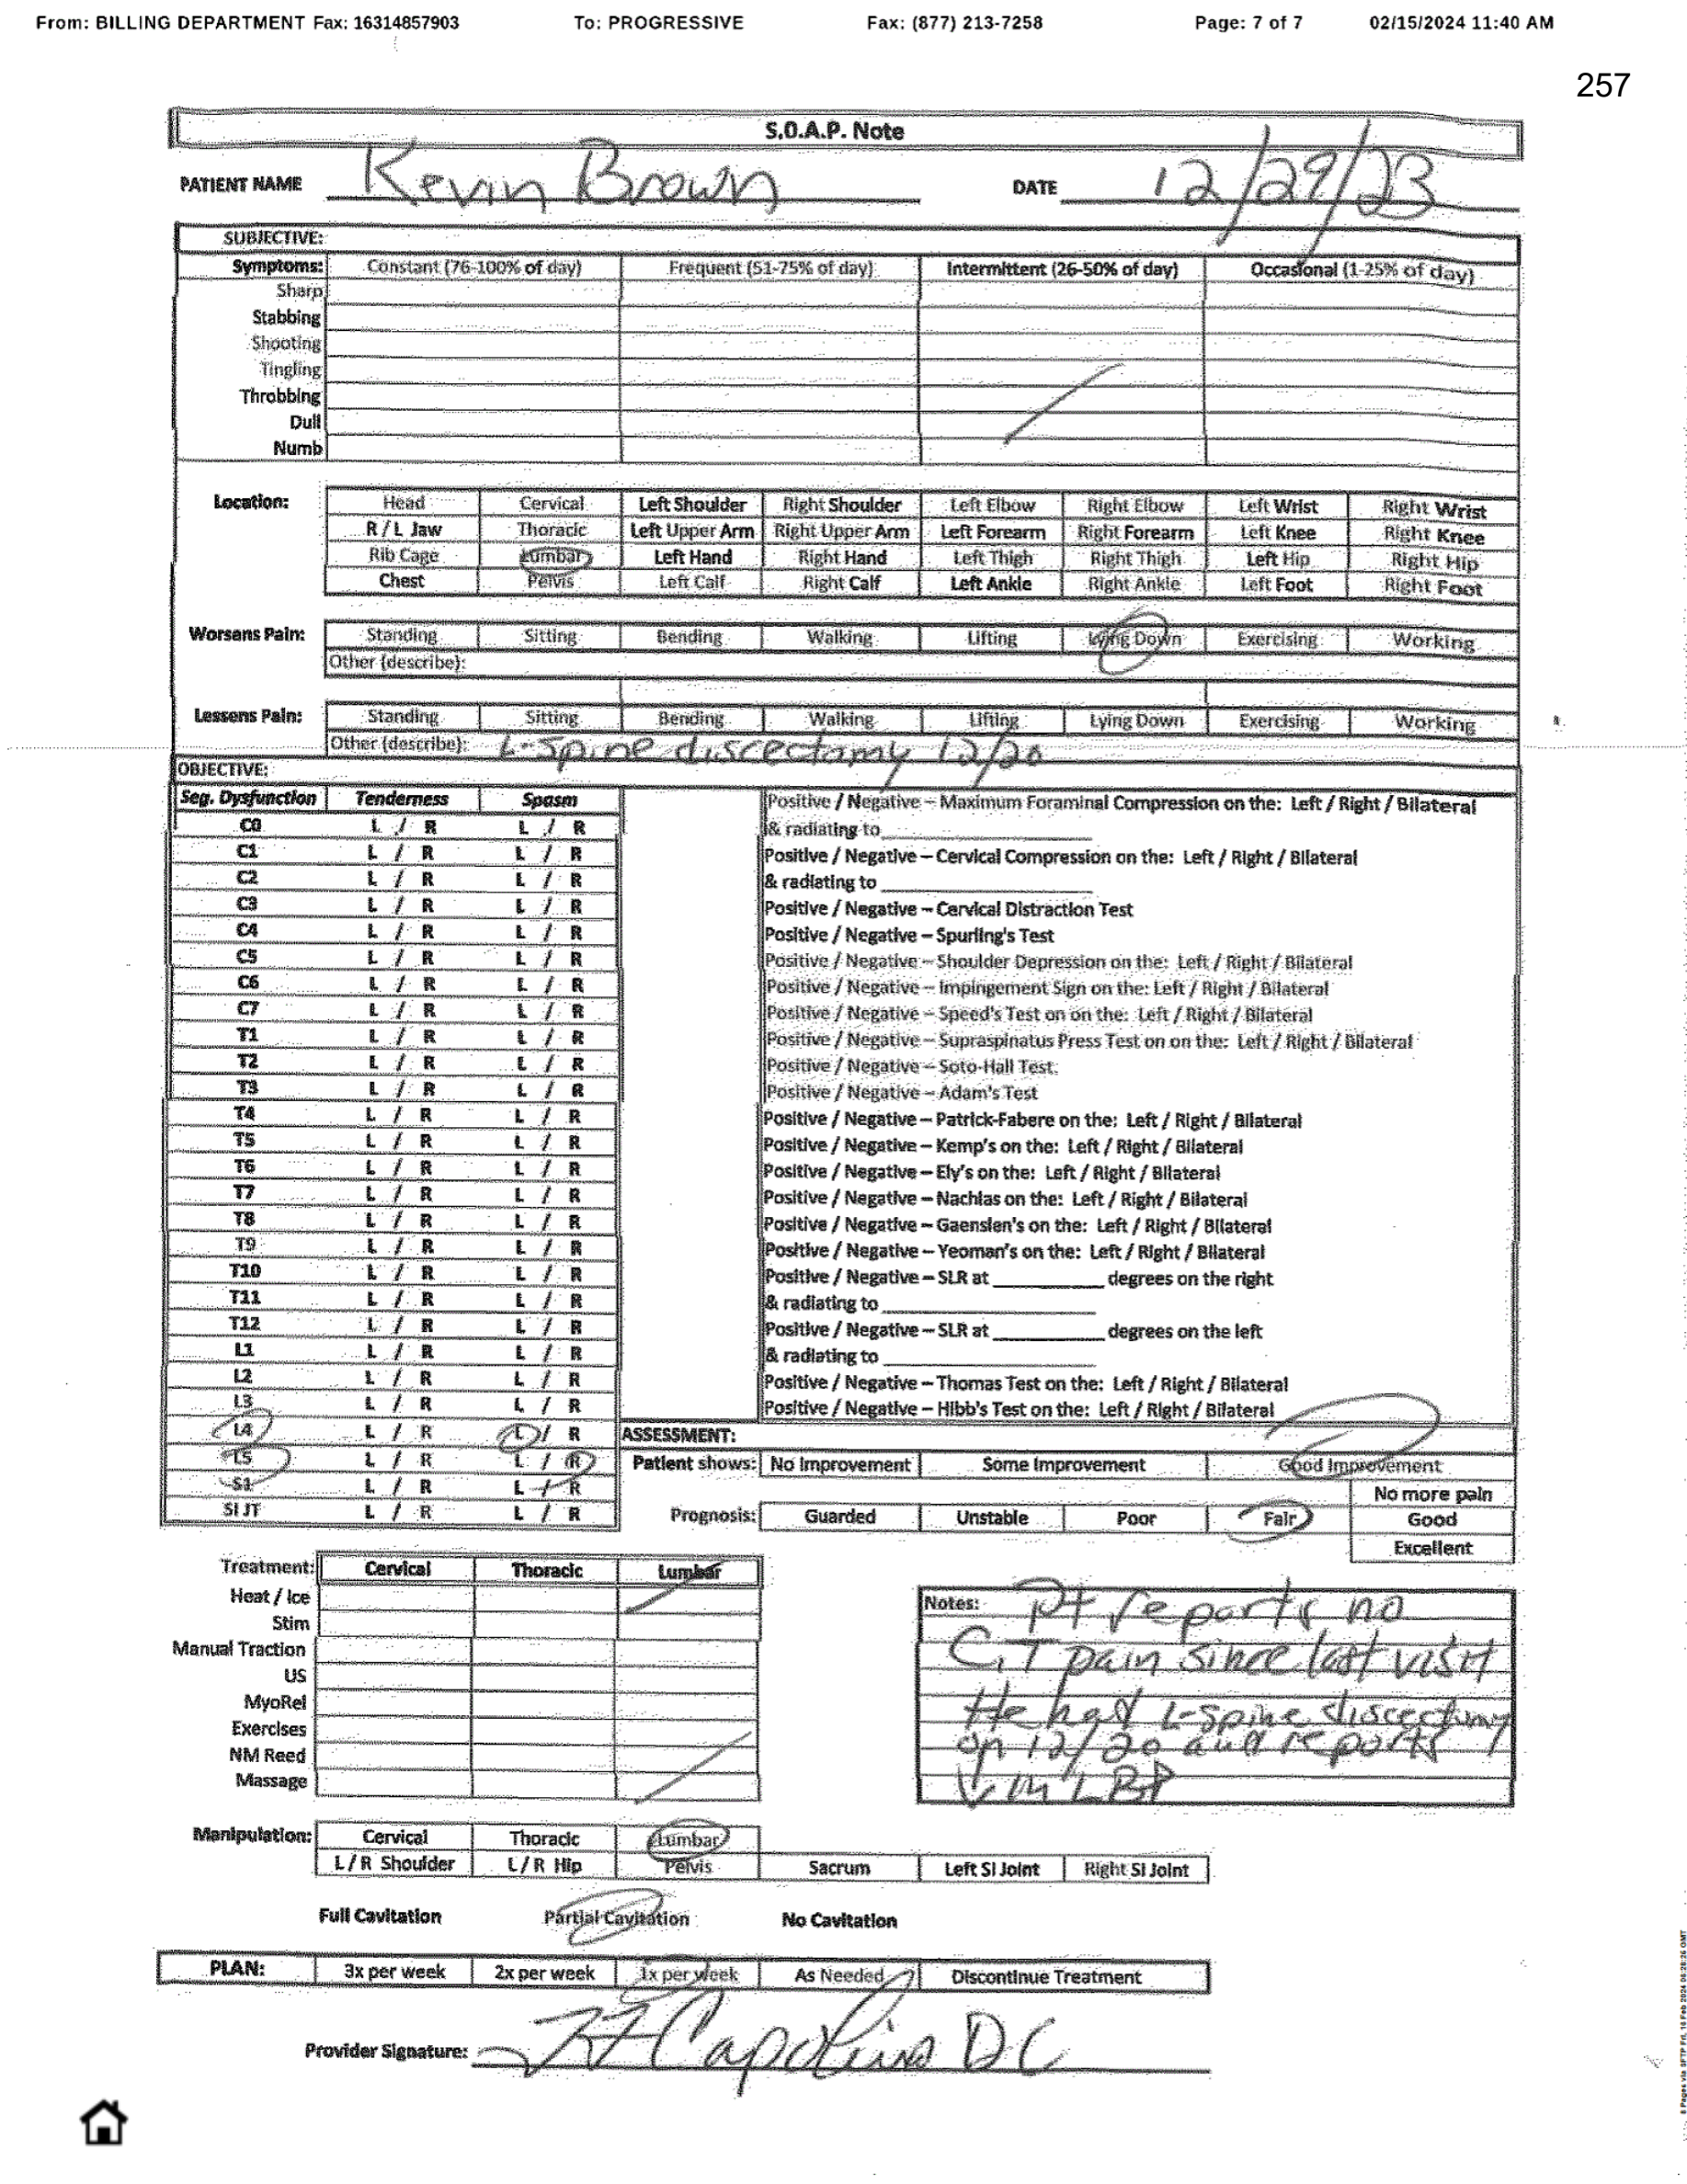 From: BILLING DEPARTMENT Fax: 16314857903 To: PROGRESSIVE Fax: (877) 213-7258 Page: 7 of 7 02/15/2024 11:40 AM
257
S.O.A.P. Note
PATIENT NAME Kevin Brown DATE 12/29/23
SUBJECTIVE:
Symptoms: Constant (76-100% of day) Frequent (51-75% of day) Intermittent (26-50% of day) Occasional (1-25% of day)
Sharp
Stabbing
Shooting
Tingling
Throbbing
Dull
Numb
Location: Head Cervical Left Shoulder Right Shoulder Left Elbow Right Elbow Left Wrist Right Wrist
R / L Jaw Thoracic Left Upper Arm Right Upper Arm Left Forearm Right Forearm Left Knee Right Knee
Rib Cage Lumbar Left Hand Right Hand Left Thigh Right Thigh Left Hip Right Hip
Chest Pelvis Left Calf Right Calf Left Ankle Right Ankle Left Foot Right Foot
Worsens Pain: Standing Sitting Bending Walking Lifting Lying Down Exercising Working
Other (describe):
Lessens Pain: Standing Sitting Bending Walking Lifting Lying Down Exercising Working
Other (describe): L-Spine discectomy 12/20
OBJECTIVE:
Seg. Dysfunction Tenderness Spasm
C0 L / R L / R
C1 L / R L / R
C2 L / R L / R
C3 L / R L / R
C4 L / R L / R
C5 L / R L / R
C6 L / R L / R
C7 L / R L / R
T1 L / R L / R
T2 L / R L / R
T3 L / R L / R
T4 L / R L / R
T5 L / R L / R
T6 L / R L / R
T7 L / R L / R
T8 L / R L / R
T9 L / R L / R
T10 L / R L / R
T11 L / R L / R
T12 L / R L / R
L1 L / R L / R
L2 L / R L / R
L3 L / R L / R
L4 L / R L / R
L5 L / R L / R
S1 L / R L / R
SI JT L / R L / R
Positive / Negative – Maximum Foraminal Compression on the: Left / Right / Bilateral
& radiating to
Positive / Negative – Cervical Compression on the: Left / Right / Bilateral
& radiating to
Positive / Negative – Cervical Distraction Test
Positive / Negative – Spurling's Test
Positive / Negative – Shoulder Depression on the: Left / Right / Bilateral
Positive / Negative – Impingement Sign on the: Left / Right / Bilateral
Positive / Negative – Speed's Test on on the: Left / Right / Bilateral
Positive / Negative – Supraspinatus Press Test on on the: Left / Right / Bilateral
Positive / Negative – Soto-Hall Test
Positive / Negative – Adam's Test
Positive / Negative – Patrick-Fabere on the: Left / Right / Bilateral
Positive / Negative – Kemp's on the: Left / Right / Bilateral
Positive / Negative – Ely's on the: Left / Right / Bilateral
Positive / Negative – Nachlas on the: Left / Right / Bilateral
Positive / Negative – Gaenslen's on the: Left / Right / Bilateral
Positive / Negative – Yeoman's on the: Left / Right / Bilateral
Positive / Negative – SLR at degrees on the right
& radiating to
Positive / Negative – SLR at degrees on the left
& radiating to
Positive / Negative – Thomas Test on the: Left / Right / Bilateral
Positive / Negative – Hibb's Test on the: Left / Right / Bilateral
ASSESSMENT:
Patient shows: No Improvement Some Improvement Good Improvement
No more pain
Prognosis: Guarded Unstable Poor Fair Good
Excellent
Treatment: Cervical Thoracic Lumbar
Heat / Ice
Stim
Manual Traction
US
MyoRel
Exercises
NM Reed
Massage
Notes: Pt reports no
C,T pain since last visit
He had L-spine discectomy
on 12/20 and reports
↓ in LBP
Manipulation: Cervical Thoracic Lumbar
L / R Shoulder L / R Hip Pelvis Sacrum Left SI Joint Right SI Joint
Full Cavitation Partial Cavitation No Cavitation
PLAN: 3x per week 2x per week 1x per week As Needed Discontinue Treatment
Provider Signature: DC
8 Pages via SFTP Fri, 16 Feb 2024 06:28:26 GMT